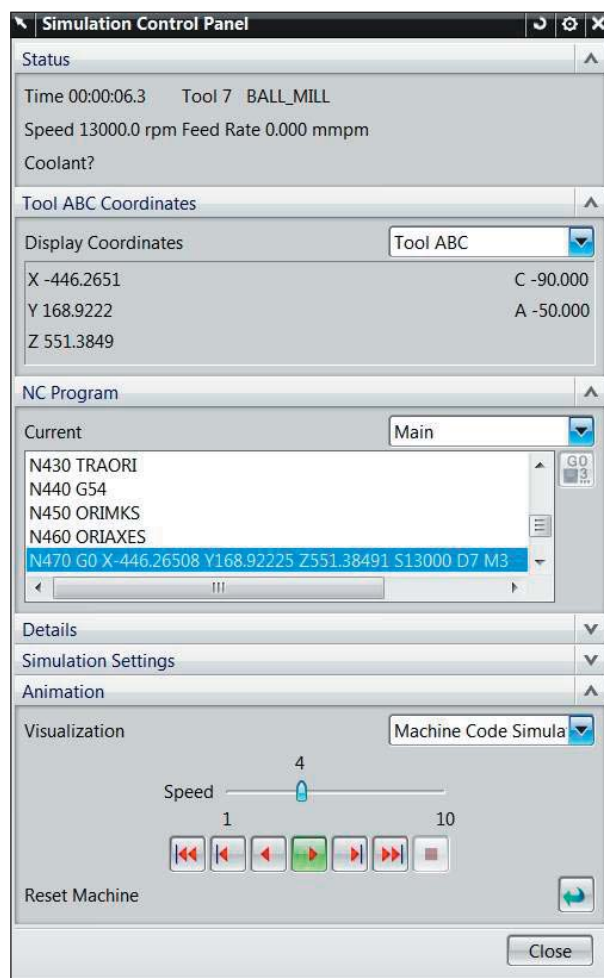 Simulation Control Panel
Status
Time 00:00:06.3 Tool 7 BALL_MILL
Speed 13000.0 rpm Feed Rate 0.000 mmpm
Coolant?
Tool ABC Coordinates
Display Coordinates Tool ABC
X -446.2651 C -90.000
Y 168.9222 A -50.000
Z 551.3849
NC Program
Current Main
N430 TRAORI
N440 G54
N450 ORIMKS
N460 ORIAXES
N470 G0 X-446.26508 Y168.92225 Z551.38491 S13000 D7 M3
G0
3...
Details
Simulation Settings
Animation
Visualization Machine Code Simula
4
Speed
1 10
Reset Machine
Close